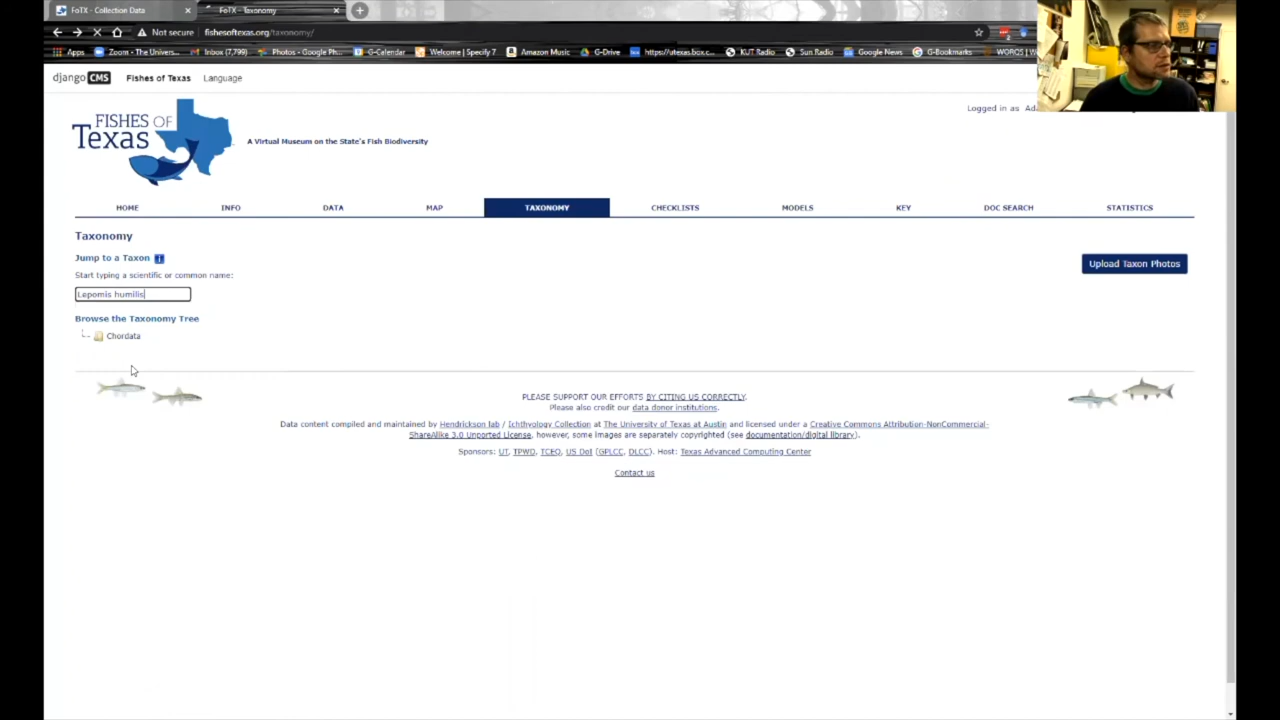 FoTX - Collection Data
FoTX - Taxonomy
Not secure
fishesoftexas.org/taxonomy/
Apps
Zoom - The Univers...
Inbox (7,799)
Photos - Google Ph...
G-Calendar
Welcome | Specify 7
Amazon Music
G-Drive
https://utexas.box.c...
KUT Radio
Sun Radio
Google News
G-Bookmarks
django CMS
Fishes of Texas
Language
Logged in as
FISHES OF
Texas
A Virtual Museum on the State's Fish Biodiversity
HOME
INFO
DATA
MAP
TAXONOMY
CHECKLISTS
MODELS
KEY
DOC SEARCH
STATISTICS
Taxonomy
Jump to a Taxon
Upload Taxon Photos
Start typing a scientific or common name:
Lepomis humilis
Browse the Taxonomy Tree
Chordata
PLEASE SUPPORT OUR EFFORTS BY CITING US CORRECTLY.
Please also credit our data donor institutions.
Data content compiled and maintained by Hendrickson lab / Ichthyology Collection at The University of Texas at Austin and licensed under a Creative Commons Attribution-NonCommercial-
ShareAlike 3.0 Unported License, however, some images are separately copyrighted (see documentation/digital library).
Sponsors: UT, TPWD, TCEQ, US DoI (GPLCC, DLCC). Host: Texas Advanced Computing Center
Contact us